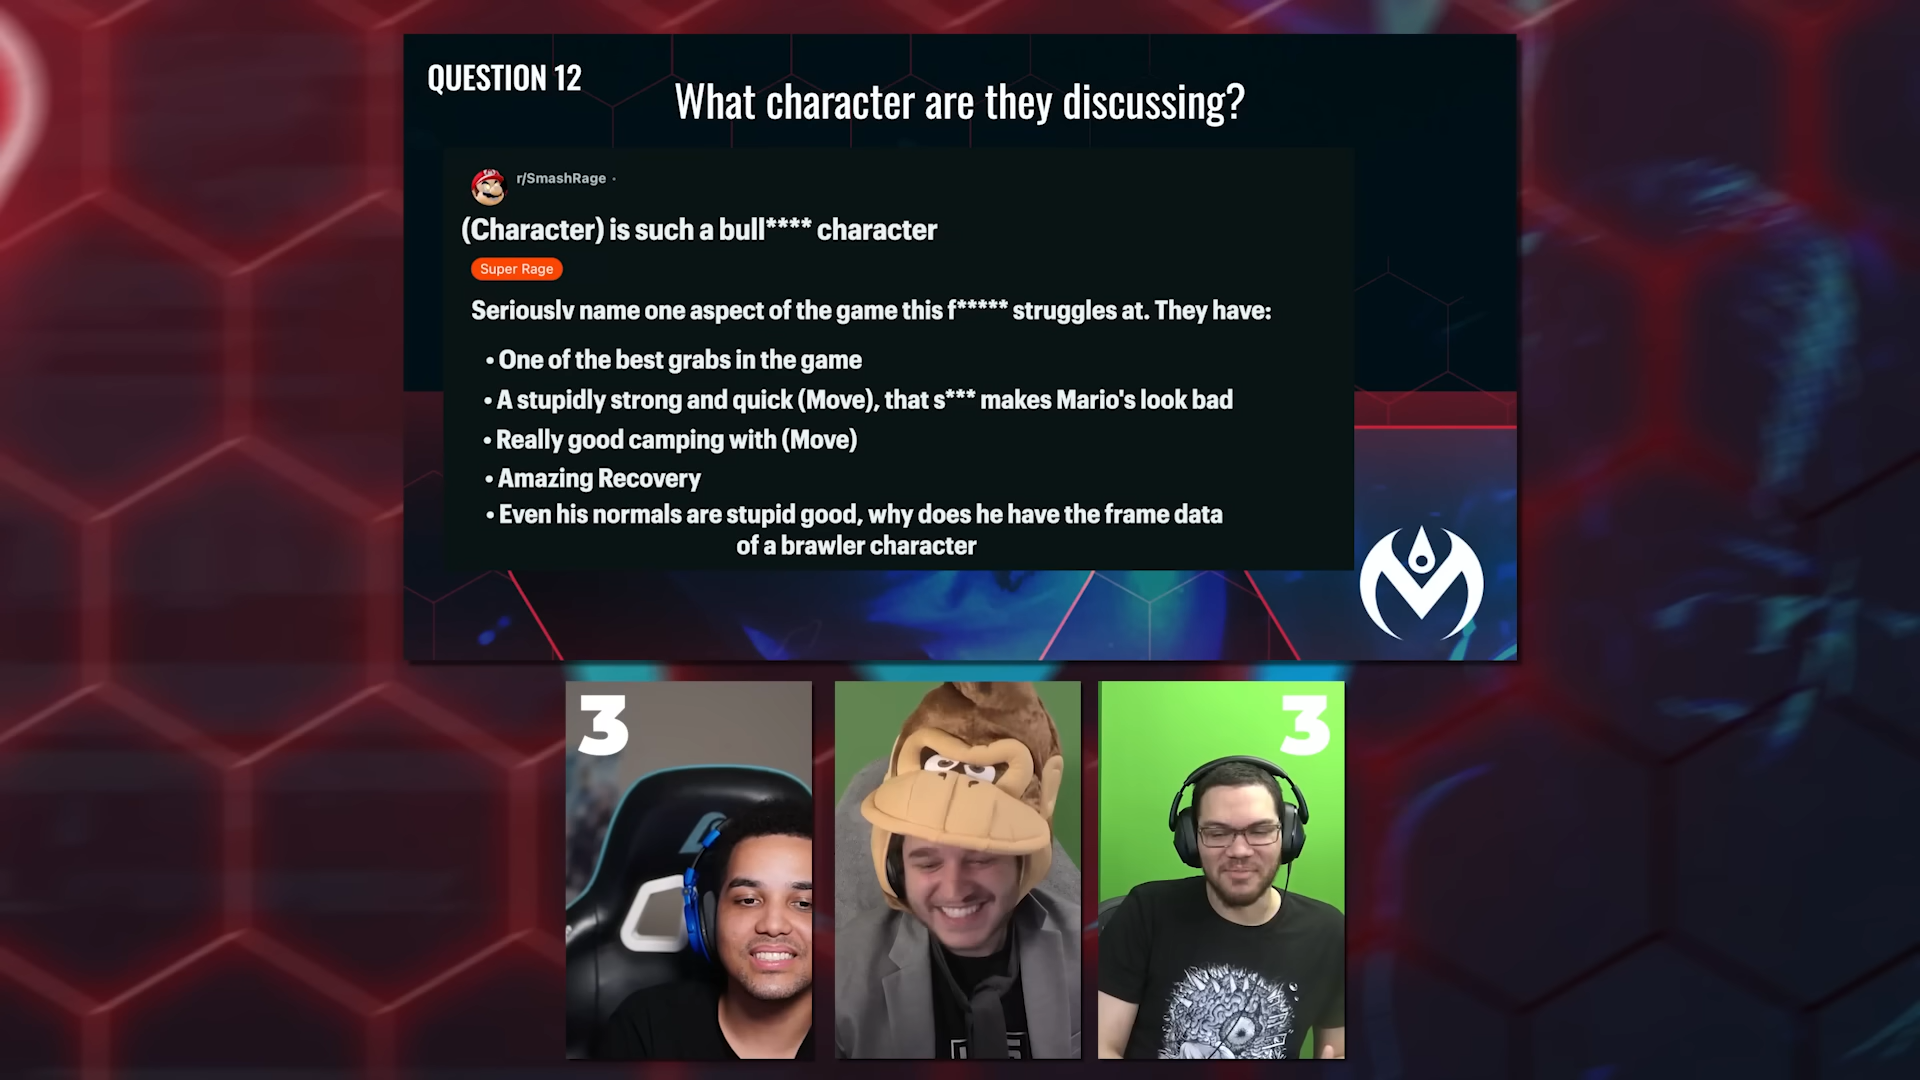 QUESTION 12
What character are they discussing?
r/SmashRage ·
(Character) is such a bull**** character
Super Rage
Seriouslv name one aspect of the game this f***** struggles at. They have:
• One of the best grabs in the game
• A stupidly strong and quick (Move), that s*** makes Mario's look bad
• Really good camping with (Move)
• Amazing Recovery
• Even his normals are stupid good, why does he have the frame data
of a brawler character
3
3